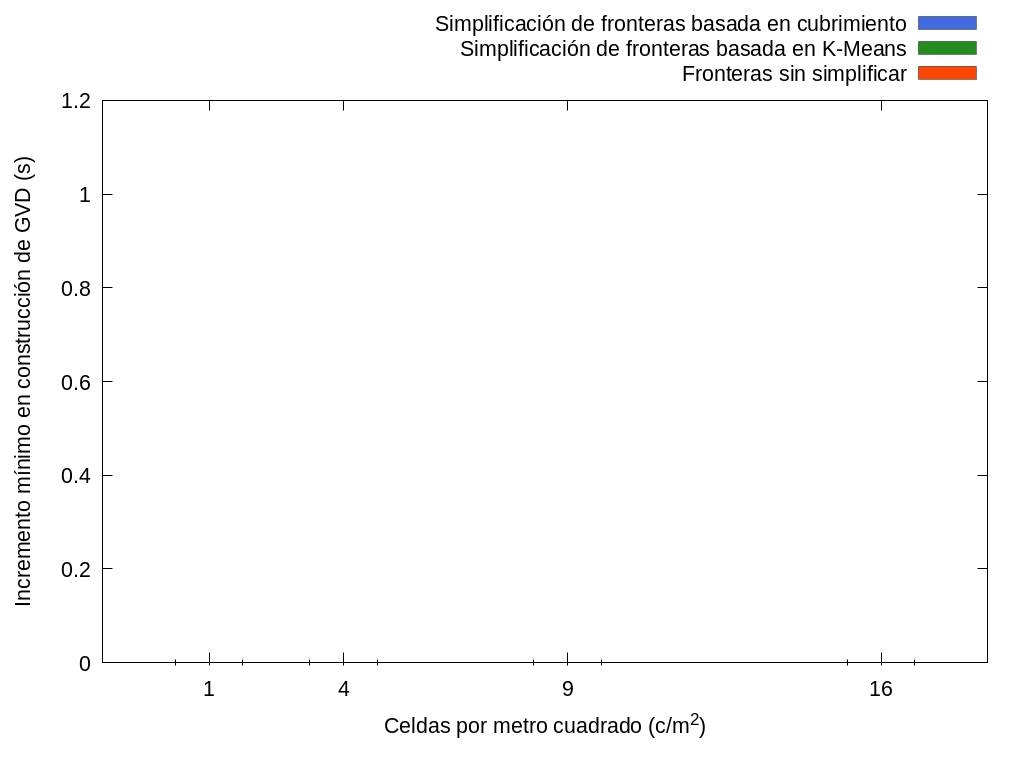 Simplificación de fronteras basada en cubrimiento
Simplificación de fronteras basada en K-Means
Fronteras sin simplificar
1.2
1
0.8
0.6
0.4
0.2
0
Incremento mínimo en construcción de GVD (s)
1 4 9 16
Celdas por metro cuadrado (c/m²)